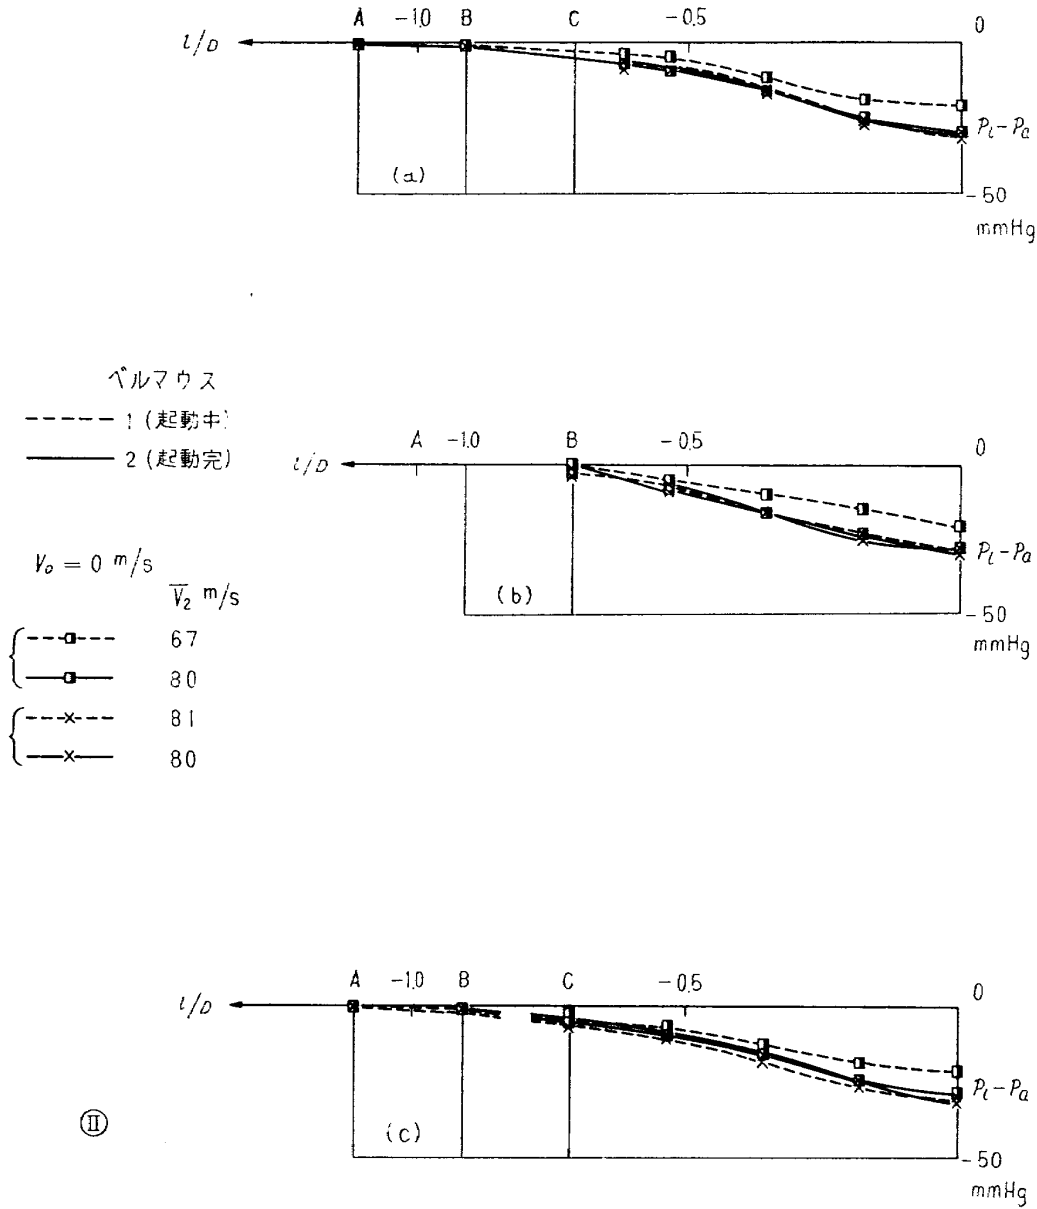 A -1.0 B C -0.5 0
l/D
Pl-Pa
(a)
-50
mmHg
ベルマウス
1 (起動中)
2 (起動完)
A -1.0 B -0.5 0
l/D
V0 = 0 m/s
Pl-Pa
V̅2 m/s
(b)
-50
mmHg
67
80
81
80
A -1.0 B C -0.5 0
l/D
Pl-Pa
Ⅱ
(c)
-50
mmHg